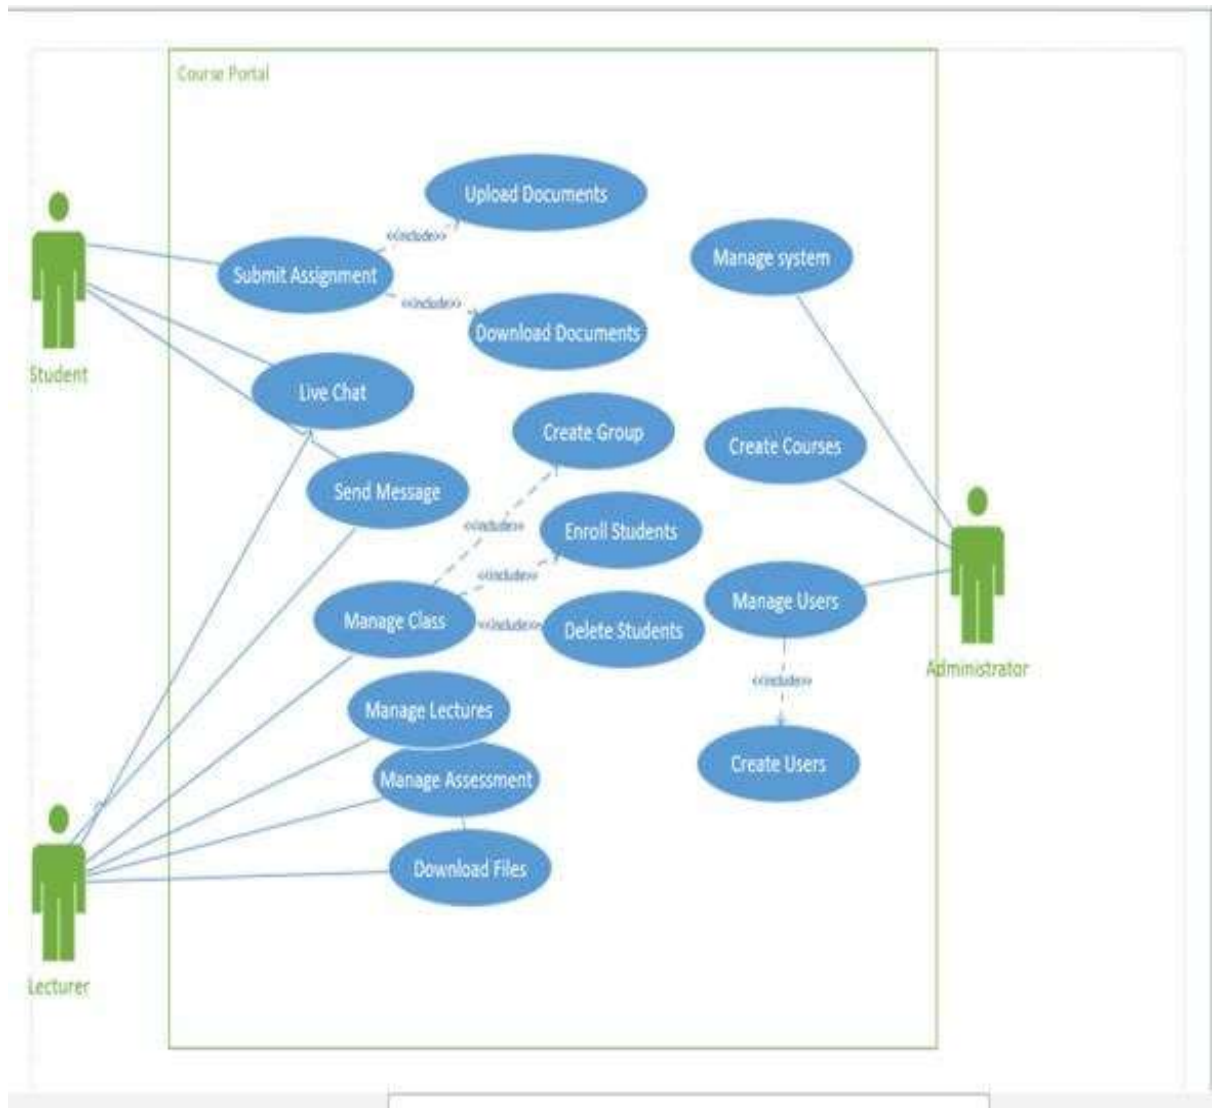 Course Portal
Upload Documents
<<include>>
Manage system
Submit Assignment
<<include>>
Download Documents
Student
Live Chat
Create Group
Create Courses
Send Message
<<include>>
Enroll Students
<<include>>
Manage Users
Manage Class
<<include>>
Delete Students
Administrator
<<include>>
Manage Lectures
Create Users
Manage Assessment
Download Files
Lecturer